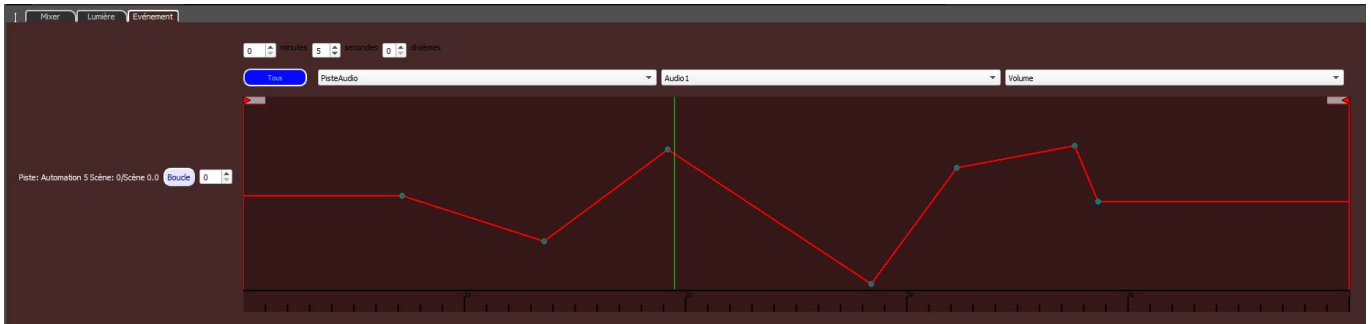 Mixer Lumière Evénement
0 minutes 5 secondes 0 dixièmes
Tous PisteAudio Audio1 Volume
Piste: Automation 5 Scène: 0/Scène 0.0 Boucle 0